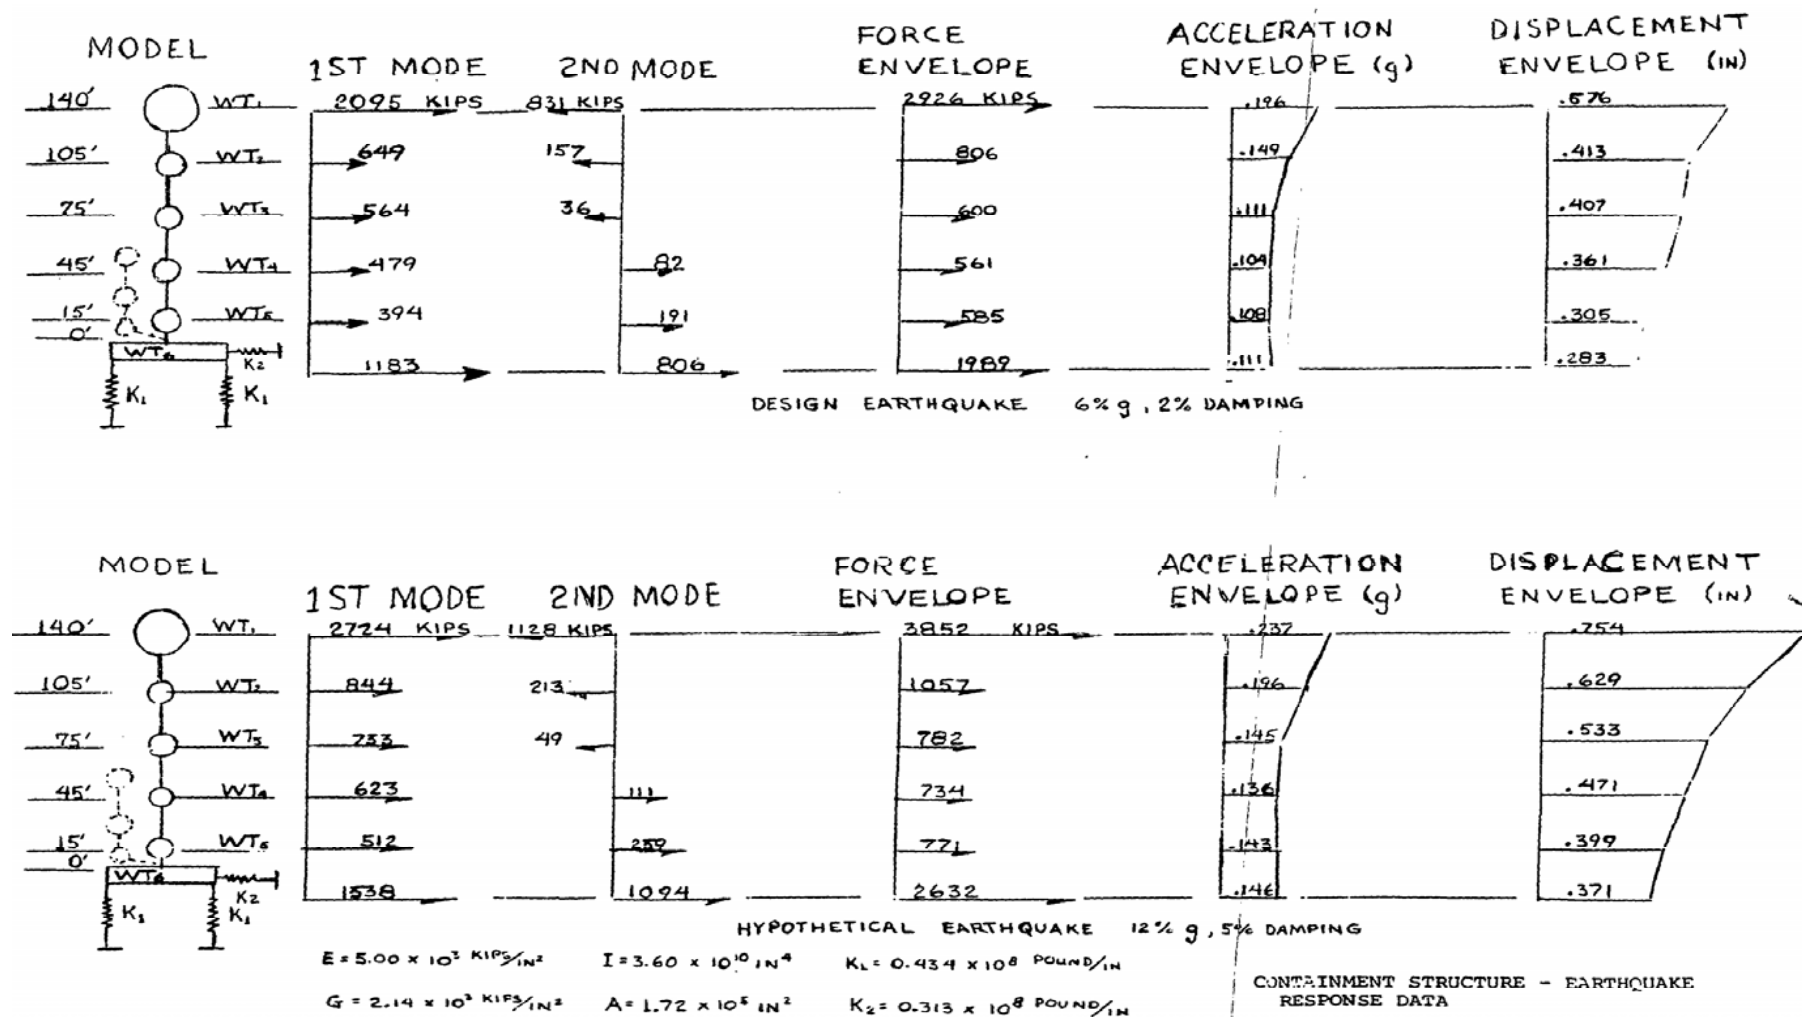 MODEL
1ST MODE
2ND MODE
FORCE
ENVELOPE
ACCELERATION
ENVELOPE (g)
DISPLACEMENT
ENVELOPE (IN)
140' WT₁ 2095 KIPS 831 KIPS 2926 KIPS .196 .576
105' WT₂ 649 157 806 .149 .413
75' WT₃ 564 36 600 .111 .407
45' WT₄ 479 82 561 .109 .361
15' WT₅ 394 191 585 .108 .305
0'
WT₆ K₂
1183 806 1989 .111 .283
K₁ K₁
DESIGN EARTHQUAKE 6% g , 2% DAMPING
MODEL
1ST MODE
2ND MODE
FORCE
ENVELOPE
ACCELERATION
ENVELOPE (g)
DISPLACEMENT
ENVELOPE (IN)
140' WT₁ 2724 KIPS 1128 KIPS 3852 KIPS .237 .754
105' WT₂ 844 213 1057 .196 .629
75' WT₃ 733 49 782 .145 .533
45' WT₄ 623 111 734 .136 .471
15' WT₅ 512 259 771 .143 .399
0'
WT₆ K₂
1538 1094 2632 .146 .371
K₁ K₁
HYPOTHETICAL EARTHQUAKE 12% g , 5% DAMPING
E = 5.00 × 10³ KIPS/IN² I = 3.60 × 10¹⁰ IN⁴ K₁ = 0.434 × 10⁸ POUND/IN
G = 2.14 × 10³ KIPS/IN² A = 1.72 × 10⁵ IN² K₂ = 0.313 × 10⁸ POUND/IN
CONTAINMENT STRUCTURE - EARTHQUAKE
RESPONSE DATA